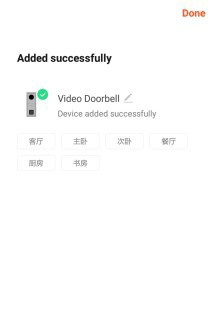 Done
Added successfully
Video Doorbell
Device added successfully
客厅 主卧 次卧 餐厅
厨房 书房